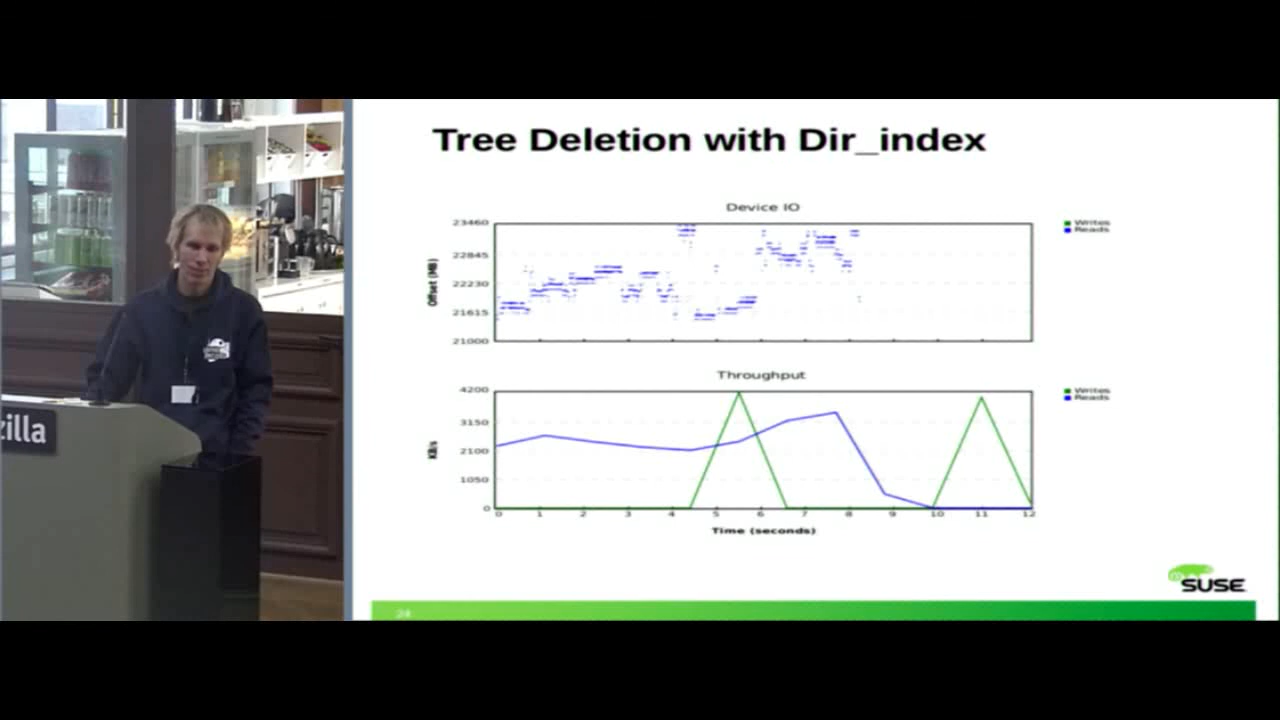 Tree Deletion with Dir_index
Device IO
23460
22845
22230
21615
21000
Offset (MB)
Writes
Reads
Throughput
4200
3150
2100
1050
0
KB/s
Writes
Reads
0 1 2 3 4 5 6 7 8 9 10 11 12
Time (seconds)
zilla
SUSE
24